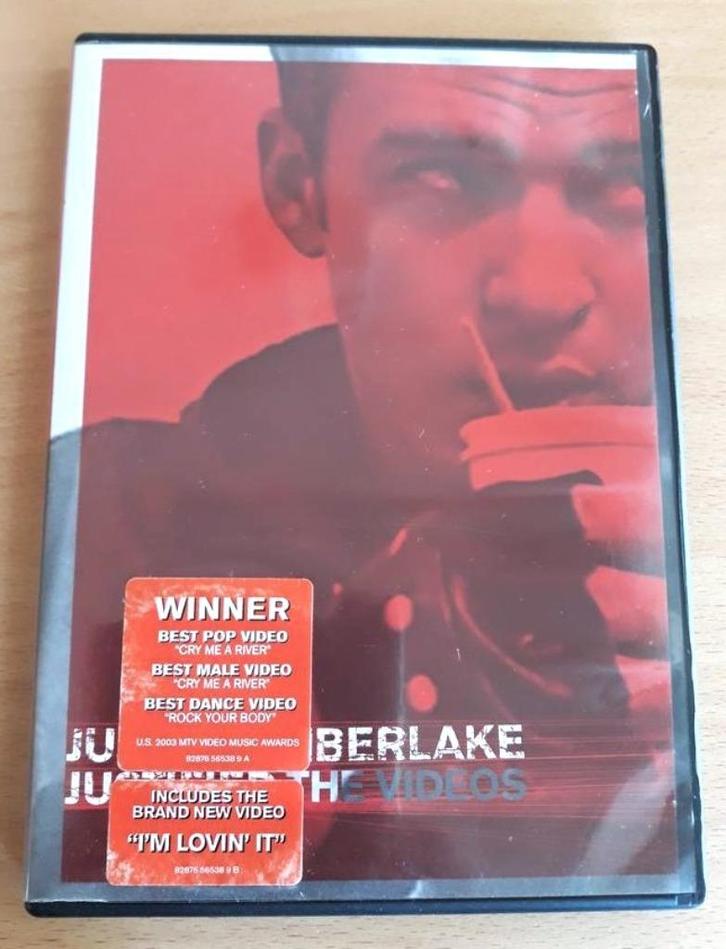 WINNER
BEST POP VIDEO
"CRY ME A RIVER"
BEST MALE VIDEO
"CRY ME A RIVER"
BEST DANCE VIDEO
"ROCK YOUR BODY"
U.S. 2003 MTV VIDEO MUSIC AWARDS
82876 56538 9 A
JU BERLAKE
JU THE VIDEOS
INCLUDES THE
BRAND NEW VIDEO
"I'M LOVIN' IT"
82876 56538 9 B